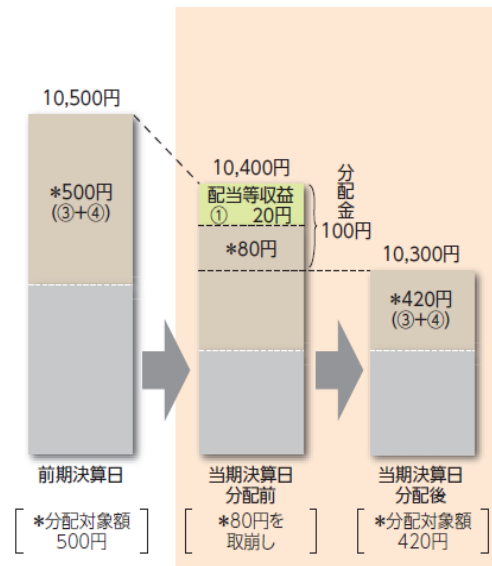 10,500円
*500円
(③+④)
10,400円
配当等収益
① 20円
*80円
分配金
100円
10,300円
*420円
(③+④)
前期決算日
当期決算日
分配前
当期決算日
分配後
*分配対象額
500円
*80円を
取崩し
*分配対象額
420円